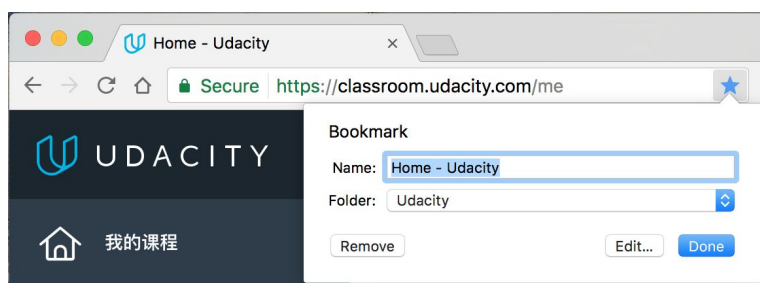 Home - Udacity
Secure https://classroom.udacity.com/me
UDACITY
我的课程
Bookmark
Name: Home - Udacity
Folder: Udacity
Remove Edit... Done